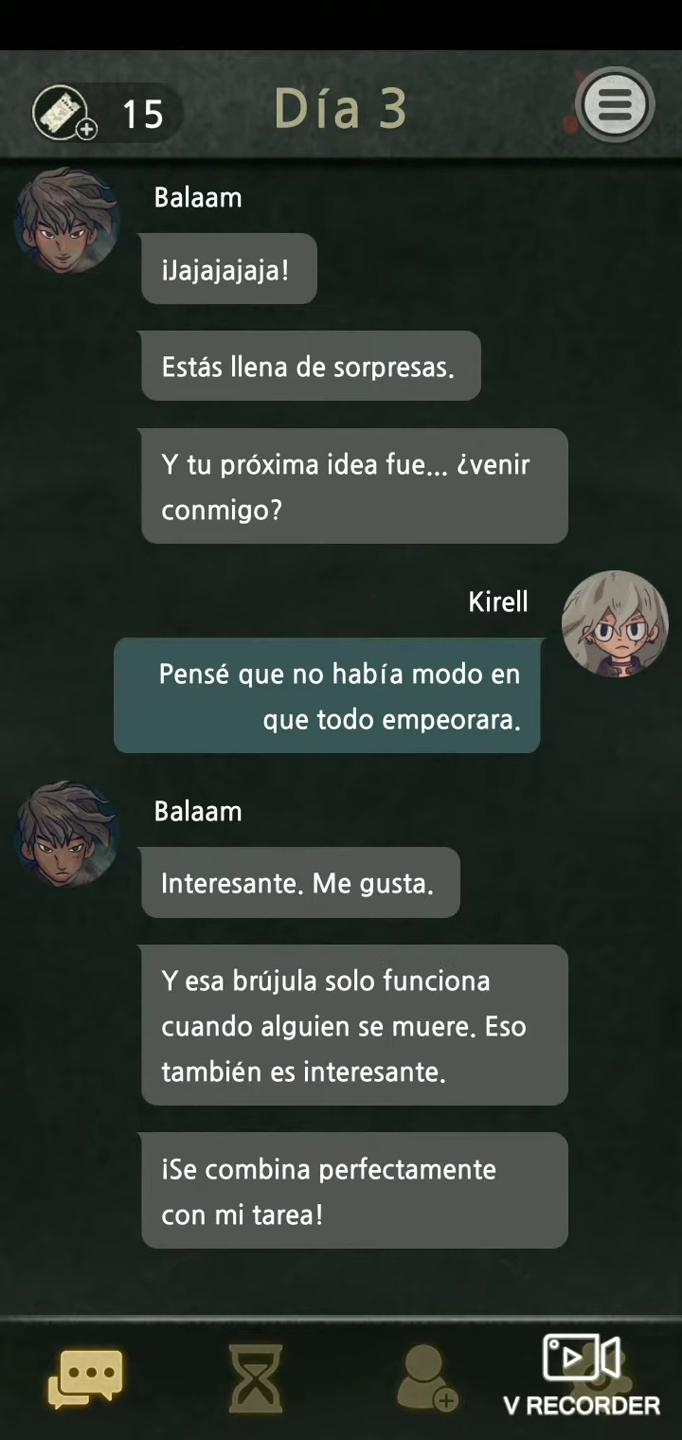 15
Día 3
Balaam
¡Jajajajaja!
Estás llena de sorpresas.
Y tu próxima idea fue... ¿venir
conmigo?
Kirell
Pensé que no había modo en
que todo empeorara.
Balaam
Interesante. Me gusta.
Y esa brújula solo funciona
cuando alguien se muere. Eso
también es interesante.
¡Se combina perfectamente
con mi tarea!
V RECORDER